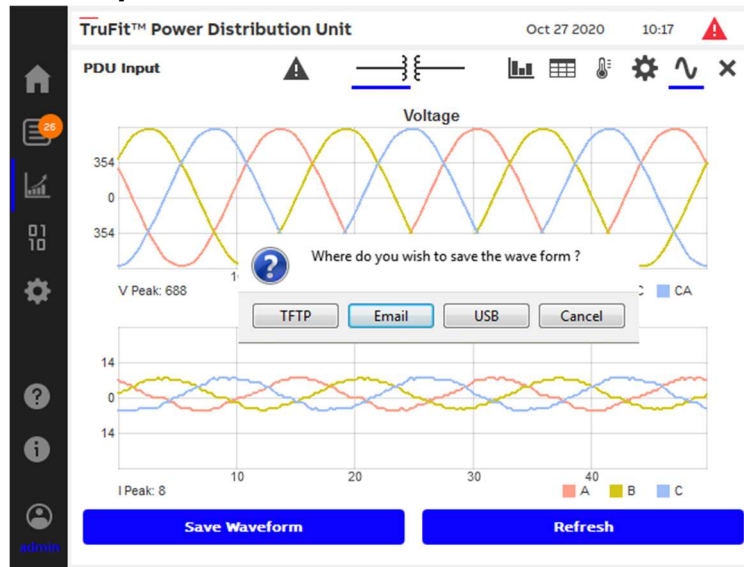 TruFit™ Power Distribution Unit
Oct 27 2020
10:17
PDU Input
26
Voltage
354
0
354
Where do you wish to save the wave form ?
V Peak: 688
C
CA
TFTP
Email
USB
Cancel
14
0
14
10
20
30
40
I Peak: 8
A
B
C
Save Waveform
Refresh
admin